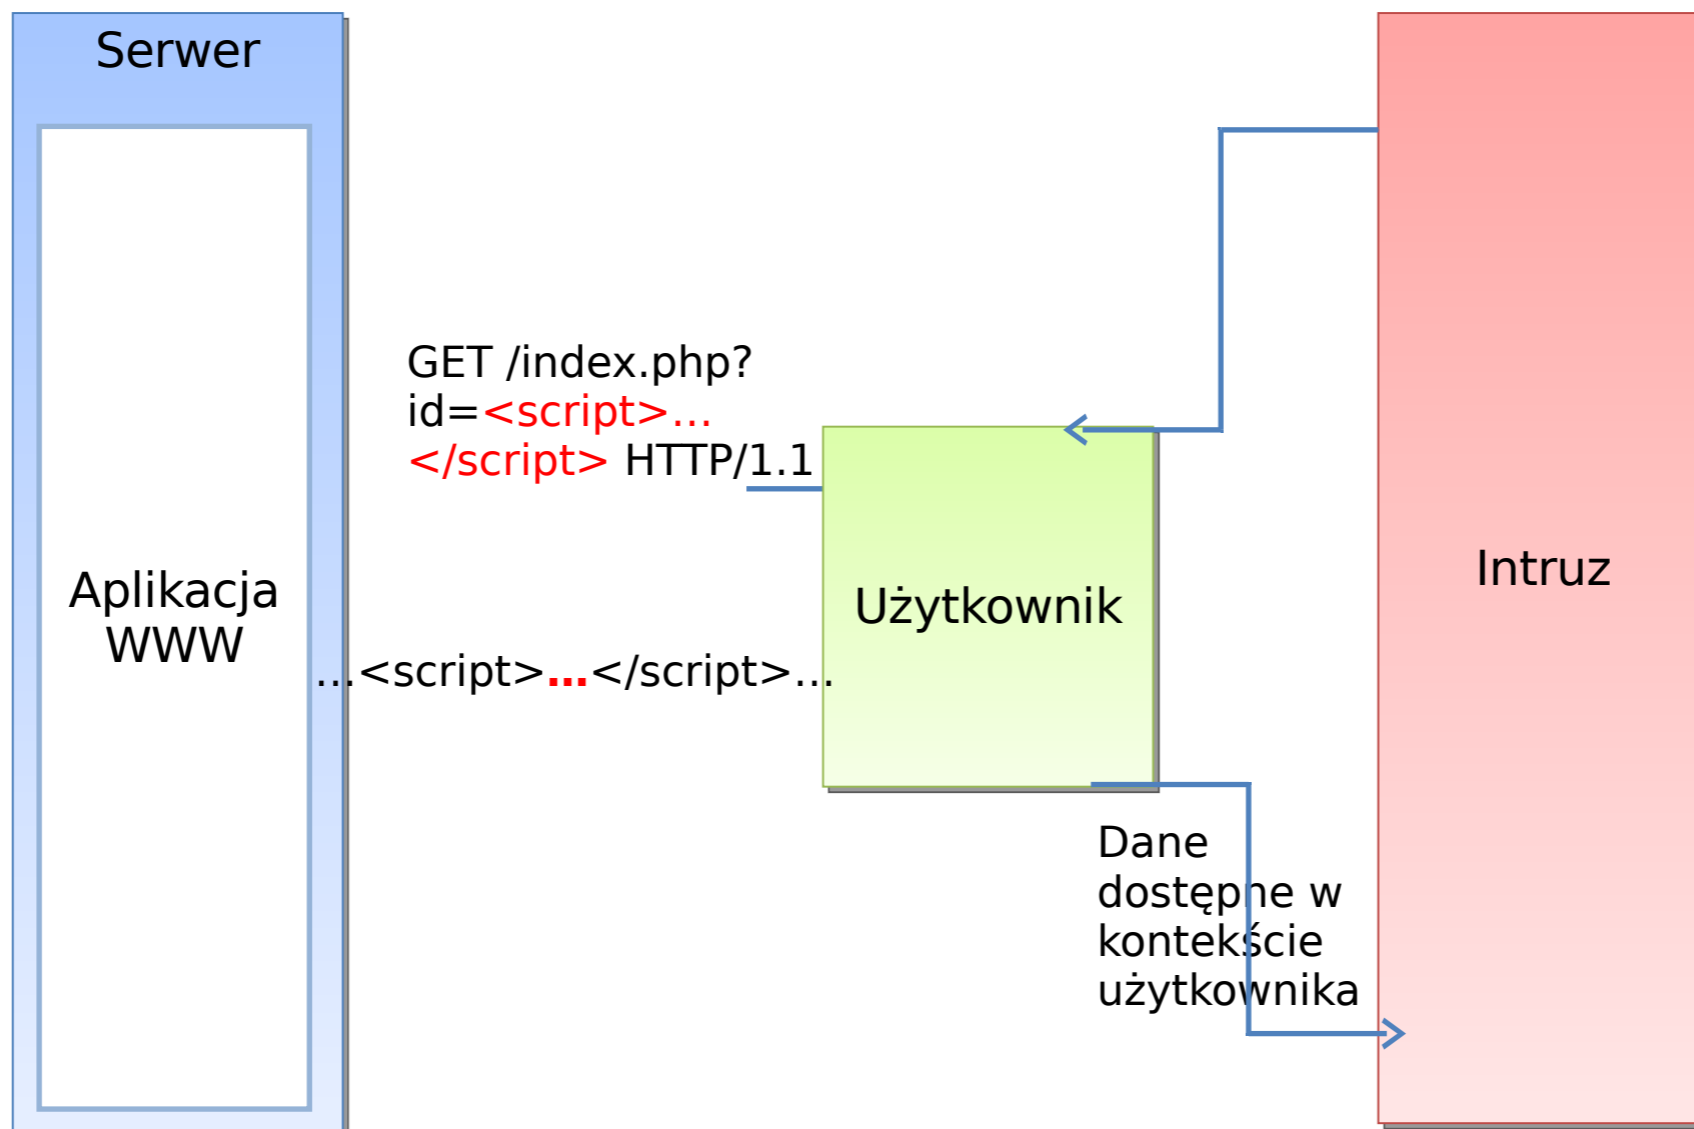 Serwer
GET /index.php?
id=<script>...
</script> HTTP/1.1
Aplikacja
WWW
...<script>...</script>...
Użytkownik
Intruz
Dane
dostępne w
kontekście
użytkownika